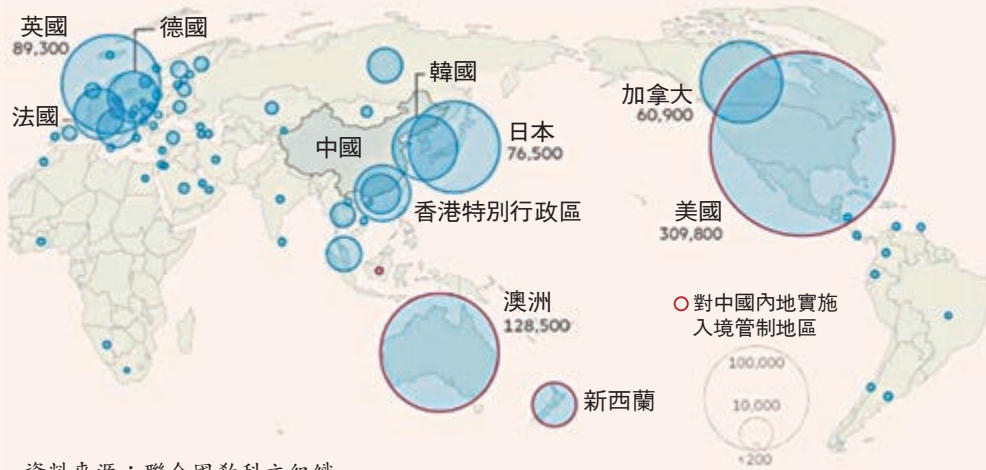 英國
89,300
德國
法國
中國
韓國
日本
76,500
香港特別行政區
加拿大
60,900
美國
309,800
澳洲
128,500
新西蘭
對中國內地實施
入境管制地區
100,000
10,000
<200
資料來源：聯合國教科文組織